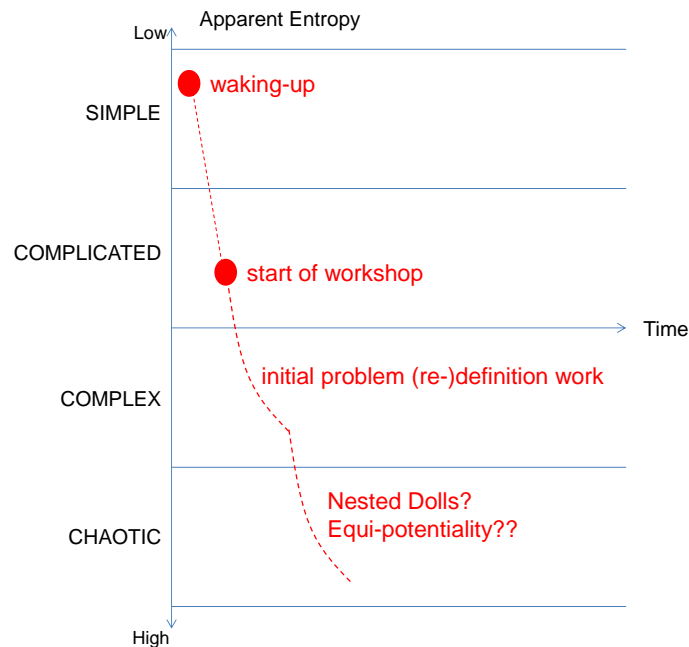 Apparent Entropy
Low
waking-up
SIMPLE
COMPLICATED
start of workshop
Time
initial problem (re-)definition work
COMPLEX
Nested Dolls?
Equi-potentiality??
CHAOTIC
High